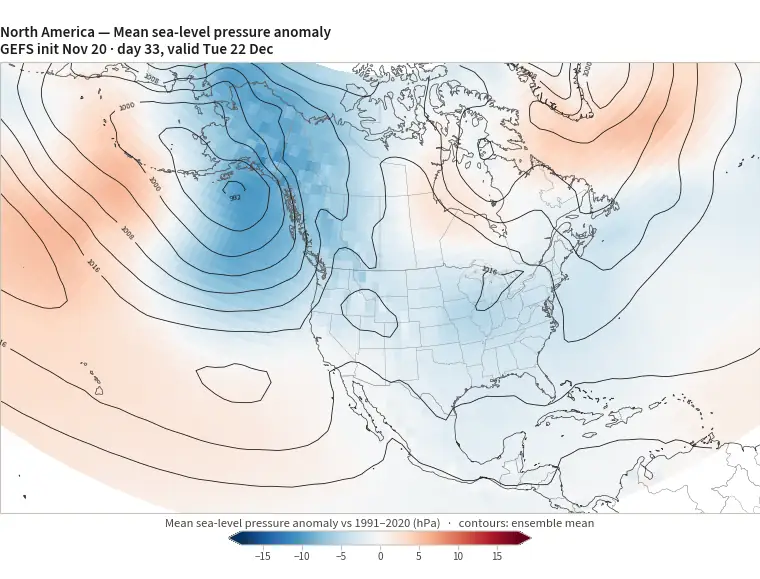 North America — Mean sea-level pressure anomaly
GEFS init Nov 20 · day 33, valid Tue 22 Dec
1008
1000
1000
992
1000
1008
1016
1016
16
Mean sea-level pressure anomaly vs 1991–2020 (hPa) · contours: ensemble mean
−15 −10 −5 0 5 10 15